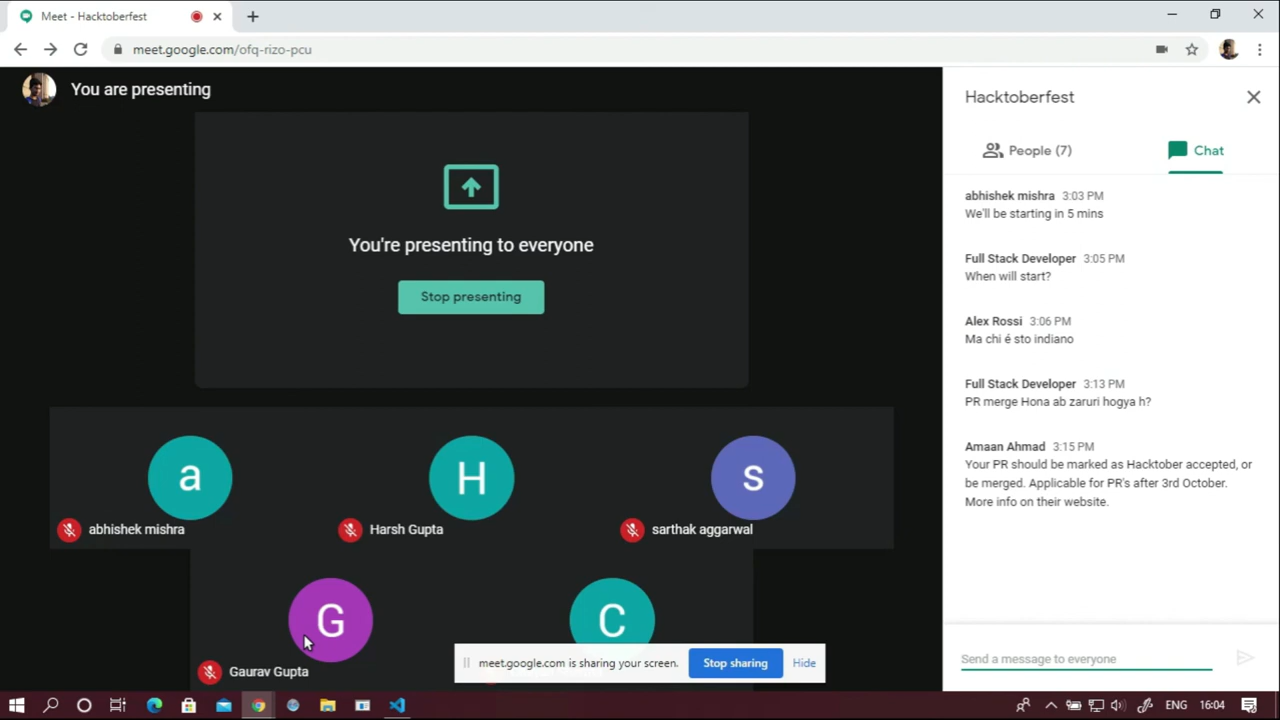 Meet - Hacktoberfest
meet.google.com/ofq-rizo-pcu
You are presenting
You're presenting to everyone
Stop presenting
a
abhishek mishra
H
Harsh Gupta
s
sarthak aggarwal
G
Gaurav Gupta
C
meet.google.com is sharing your screen.
Stop sharing
Hide
Hacktoberfest
People (7)
Chat
abhishek mishra 3:03 PM
We'll be starting in 5 mins
Full Stack Developer 3:05 PM
When will start?
Alex Rossi 3:06 PM
Ma chi é sto indiano
Full Stack Developer 3:13 PM
PR merge Hona ab zaruri hogya h?
Amaan Ahmad 3:15 PM
Your PR should be marked as Hacktober accepted, or
be merged. Applicable for PR's after 3rd October.
More info on their website.
Send a message to everyone
ENG
16:04